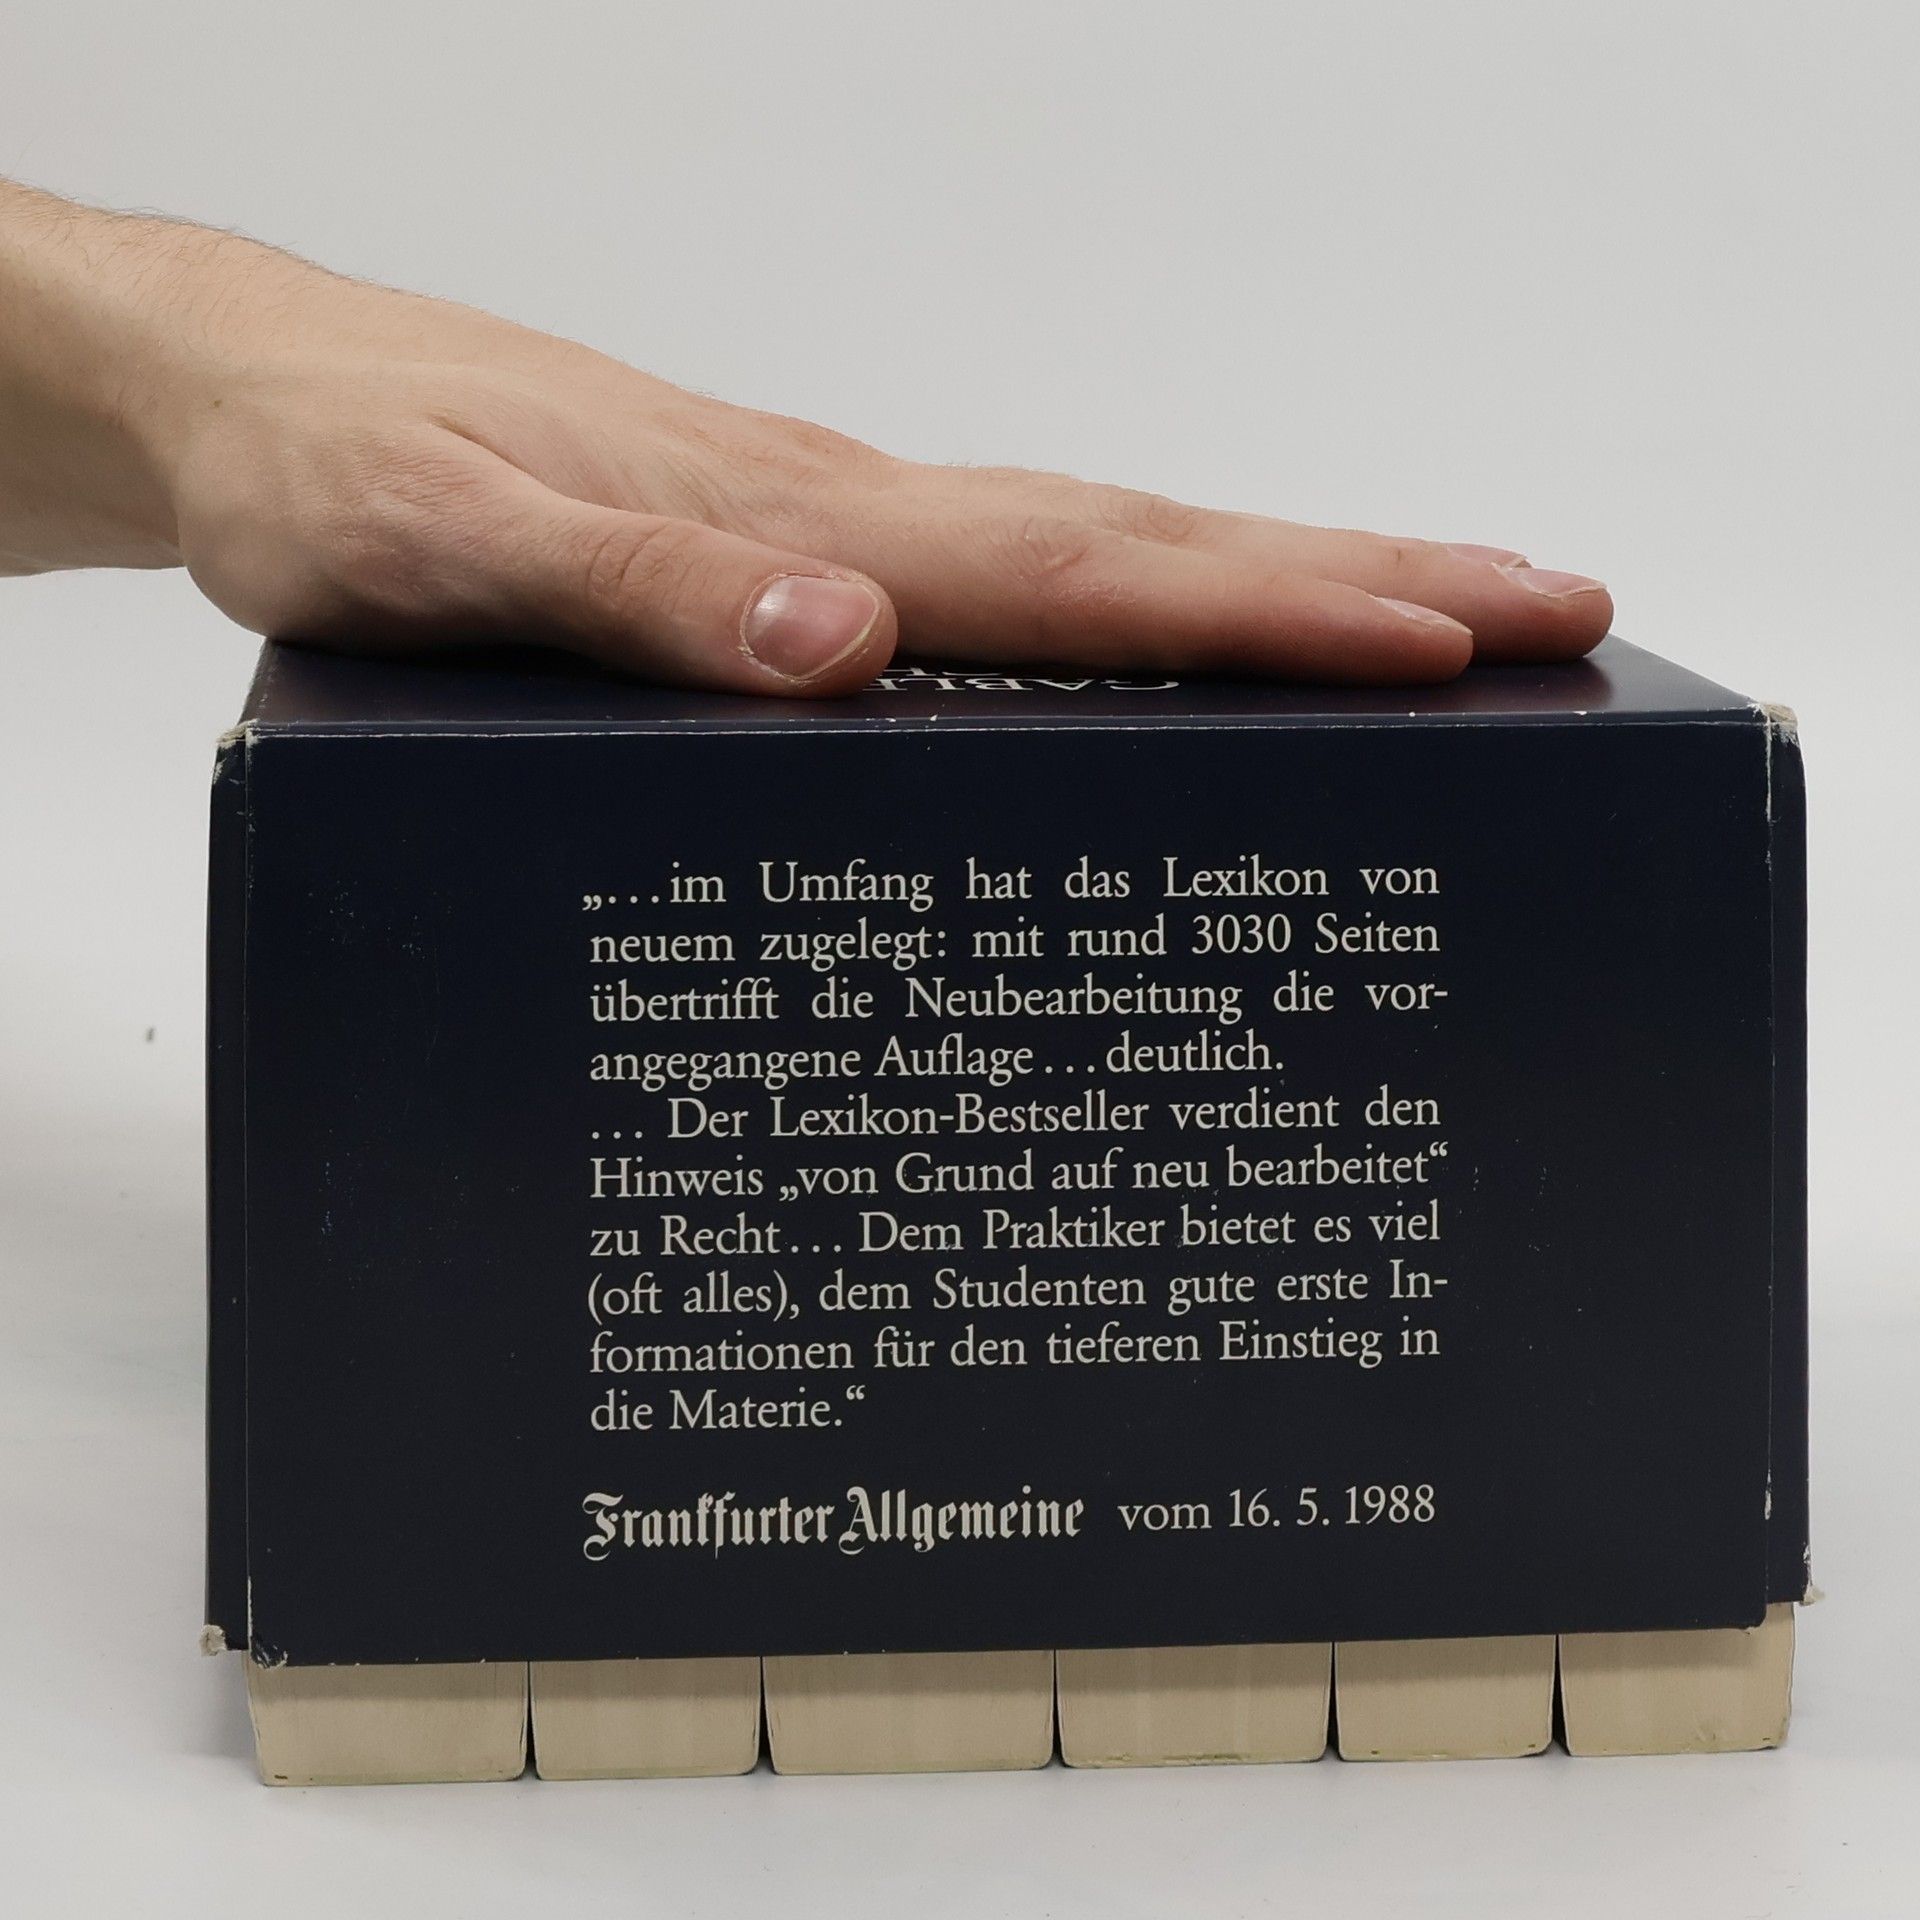 „...im Umfang hat das Lexikon von
neuem zugelegt: mit rund 3030 Seiten
übertrifft die Neubearbeitung die vor-
angegangene Auflage...deutlich.
... Der Lexikon-Bestseller verdient den
Hinweis „von Grund auf neu bearbeitet“
zu Recht... Dem Praktiker bietet es viel
(oft alles), dem Studenten gute erste In-
formationen für den tieferen Einstieg in
die Materie.“
Frankfurter Allgemeine vom 16. 5. 1988